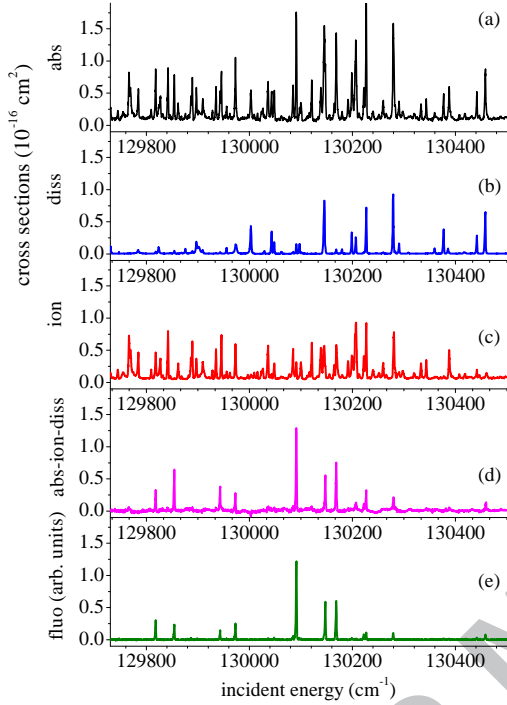 (a)
1.5
1.0
0.5
0.0
abs
129800 130000 130200 130400
(b)
1.5
1.0
0.5
0.0
diss
129800 130000 130200 130400
(c)
1.5
1.0
0.5
0.0
ion
129800 130000 130200 130400
(d)
1.5
1.0
0.5
0.0
abs-ion-diss
129800 130000 130200 130400
(e)
1.5
1.0
0.5
0.0
fluo (arb. units)
129800 130000 130200 130400
cross sections (10⁻¹⁶ cm²)
incident energy (cm⁻¹)